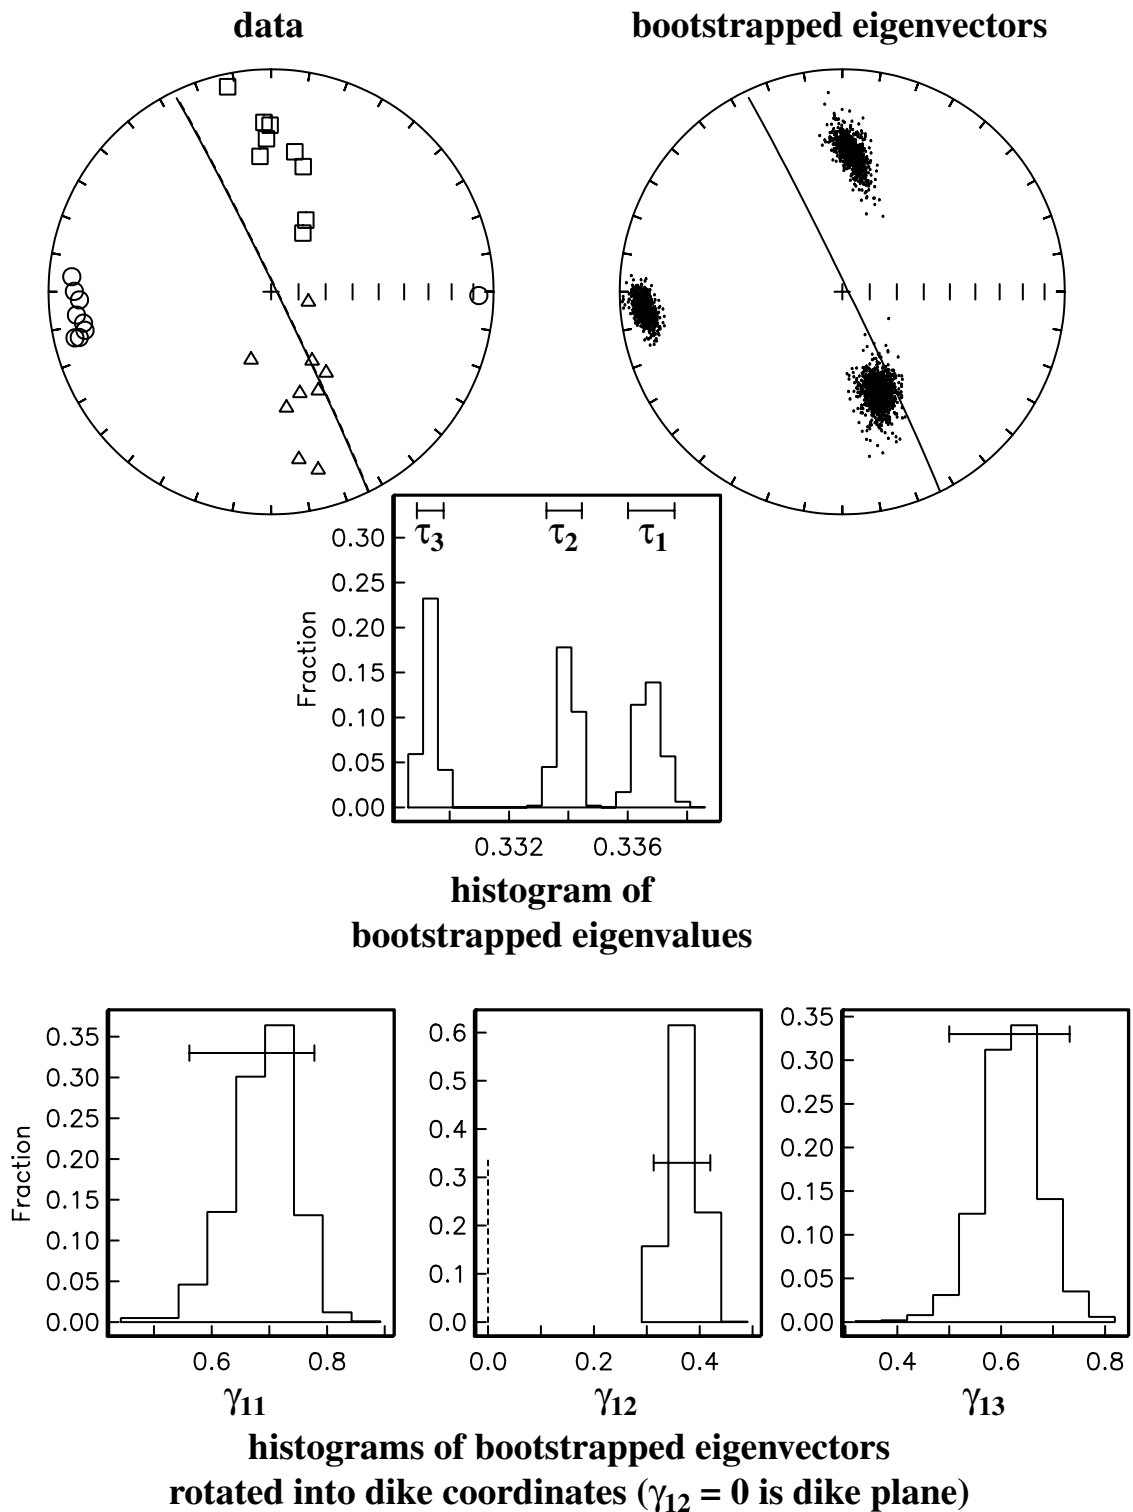 data
bootstrapped eigenvectors
τ3 τ2 τ1
0.30
0.25
0.20
0.15
0.10
0.05
0.00
Fraction
0.332 0.336
histogram of
bootstrapped eigenvalues
0.35
0.30
0.25
0.20
0.15
0.10
0.05
0.00
Fraction
0.6 0.8
γ11
0.6
0.5
0.4
0.3
0.2
0.1
0.0
0.0 0.2 0.4
γ12
0.35
0.30
0.25
0.20
0.15
0.10
0.05
0.00
0.4 0.6 0.8
γ13
histograms of bootstrapped eigenvectors
rotated into dike coordinates (γ12 = 0 is dike plane)